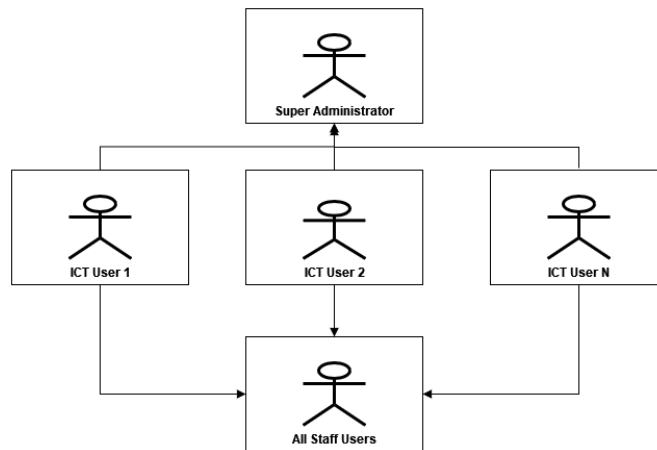 Super Administrator
ICT User 1
ICT User 2
ICT User N
All Staff Users